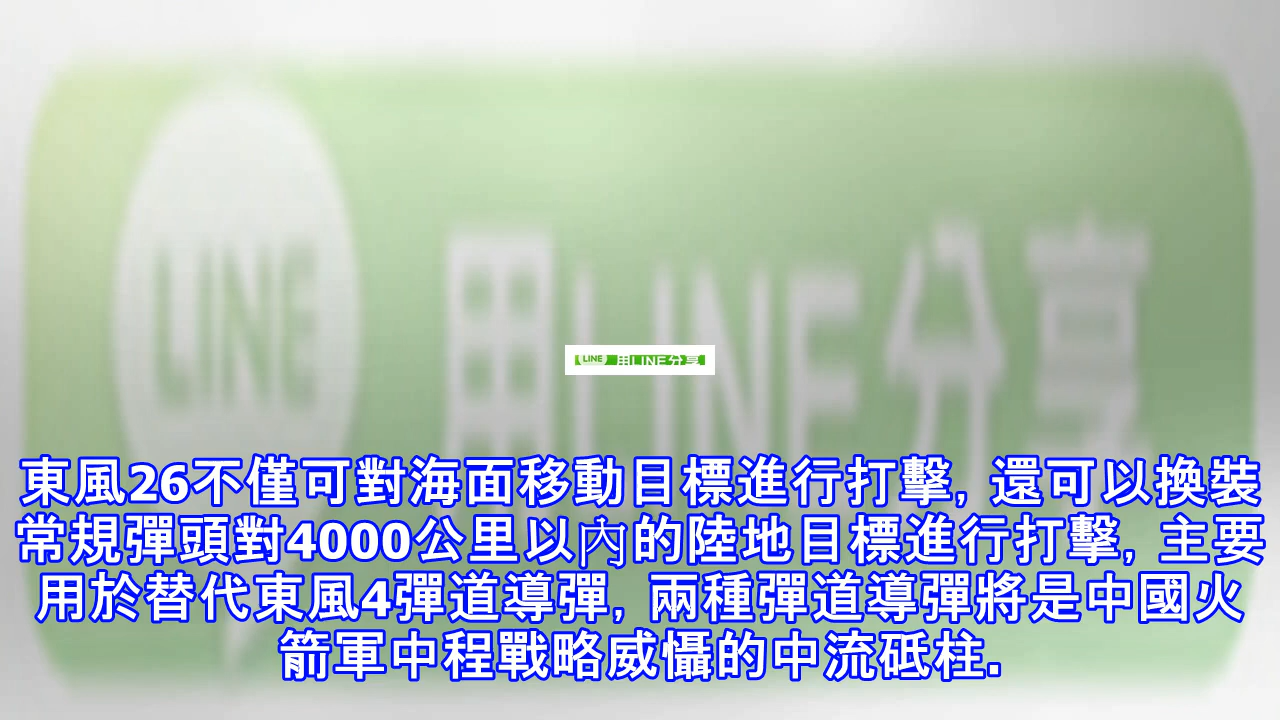 LINE
用LINE分享
LINE 用LINE分享
東風26不僅可對海面移動目標進行打擊, 還可以換裝
常規彈頭對4000公里以內的陸地目標進行打擊, 主要
用於替代東風4彈道導彈, 兩種彈道導彈將是中國火
箭軍中程戰略威懾的中流砥柱.